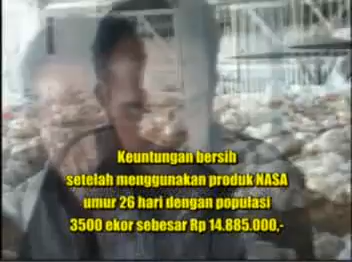 Keuntungan bersih
setelah menggunakan produk NASA
umur 26 hari dengan populasi
3500 ekor sebesar Rp 14.885.000,-